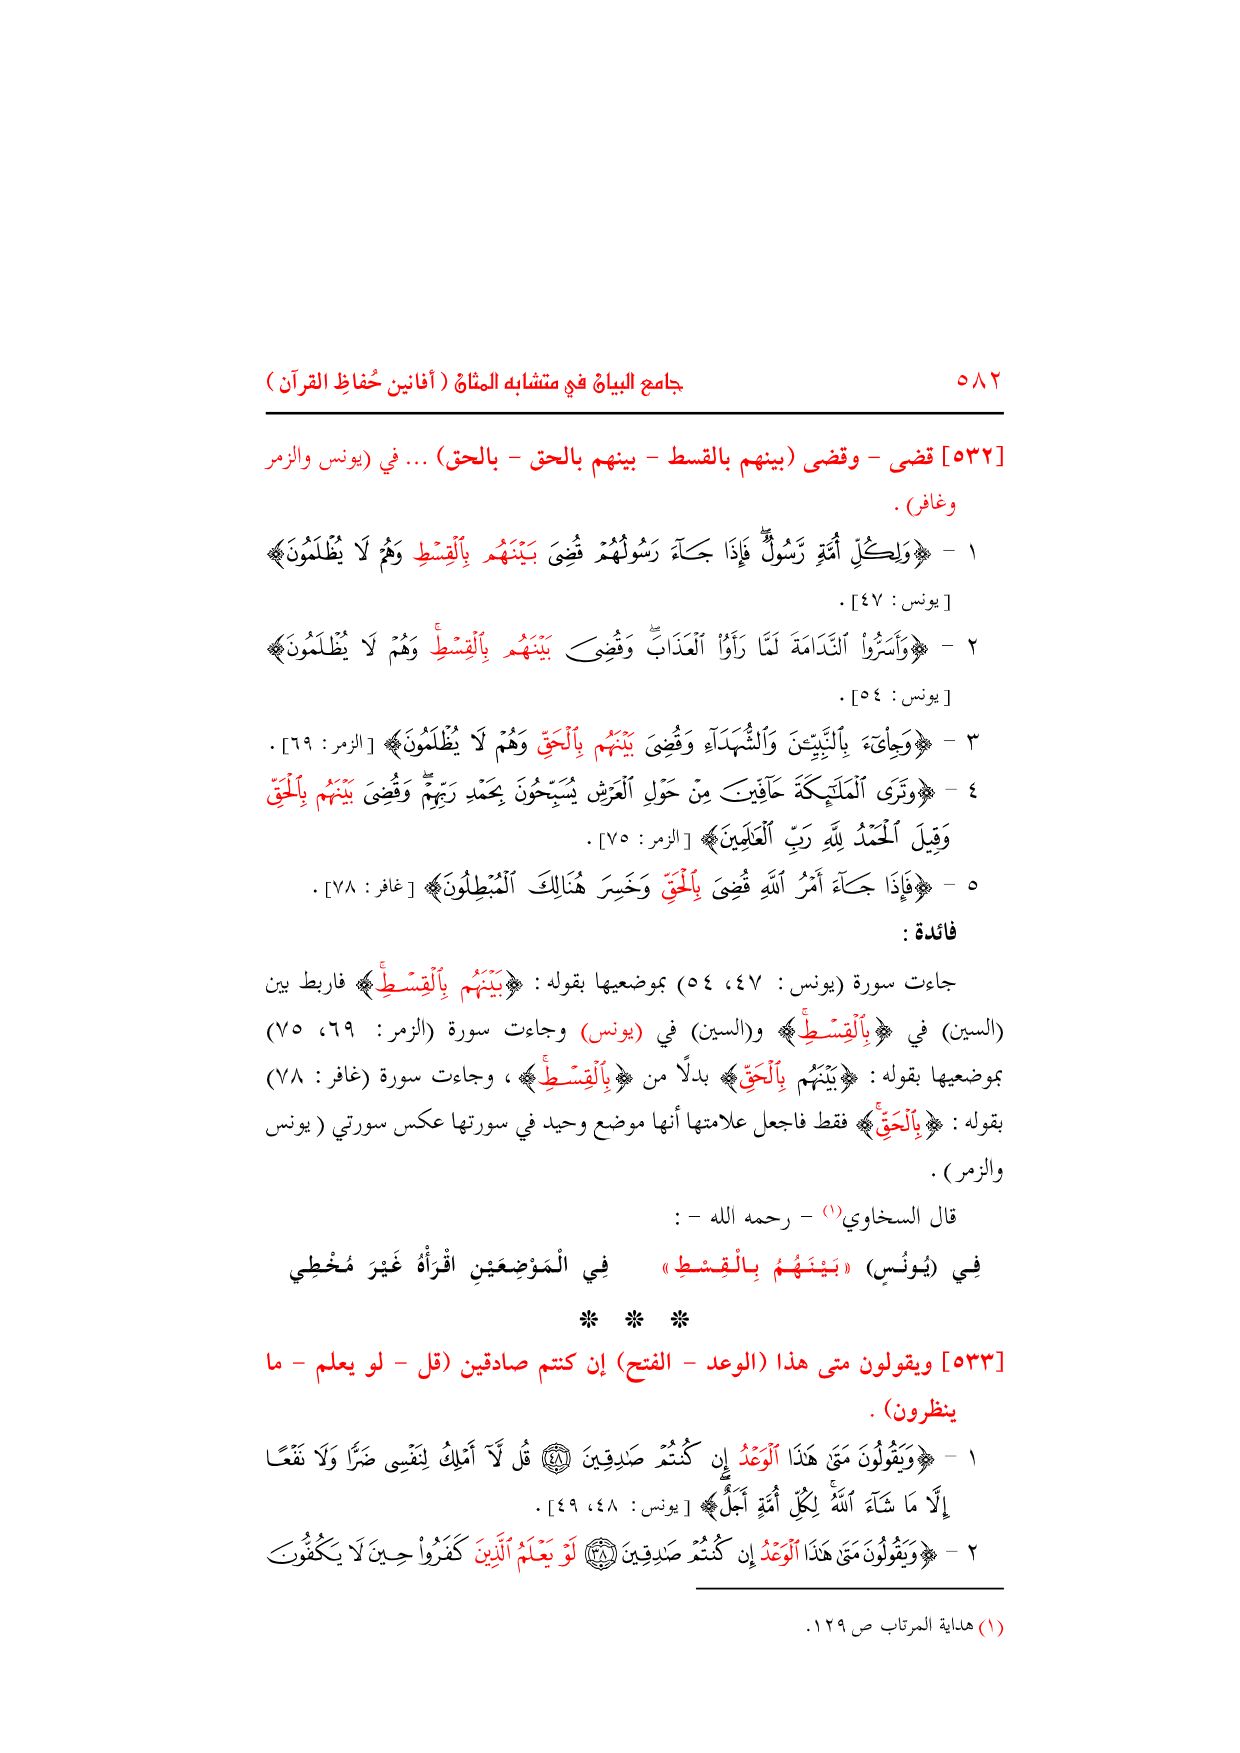 ٥٨٢ جامع البيان في متشابه المثان ( أفانين حُفاظِ القرآن )
[٥٣٢] قضى – وقضى (بينهم بالقسط – بينهم بالحق – بالحق) ... في (يونس والزمر
وغافر) .
١ – ﴿وَلِكُلِّ أُمَّةٍ رَّسُولٌۖ فَإِذَا جَآءَ رَسُولُهُمۡ قُضِىَ بَيۡنَهُم بِٱلۡقِسۡطِ وَهُمۡ لَا يُظۡلَمُونَ﴾
[يونس : ٤٧] .
٢ – ﴿وَأَسَرُّواْ ٱلنَّدَامَةَ لَمَّا رَأَوُاْ ٱلۡعَذَابَۖ وَقُضِىَ بَيۡنَهُم بِٱلۡقِسۡطِۚ وَهُمۡ لَا يُظۡلَمُونَ﴾
[يونس : ٥٤] .
٣ – ﴿وَجِاْىٓءَ بِٱلنَّبِيِّـۧنَ وَٱلشُّهَدَآءِ وَقُضِىَ بَيۡنَهُم بِٱلۡحَقِّ وَهُمۡ لَا يُظۡلَمُونَ﴾ [الزمر : ٦٩] .
٤ – ﴿وَتَرَى ٱلۡمَلَـٰٓئِكَةَ حَآفِّينَ مِنۡ حَوۡلِ ٱلۡعَرۡشِ يُسَبِّحُونَ بِحَمۡدِ رَبِّهِمۡۖ وَقُضِىَ بَيۡنَهُم بِٱلۡحَقِّ
وَقِيلَ ٱلۡحَمۡدُ لِلَّهِ رَبِّ ٱلۡعَـٰلَمِينَ﴾ [الزمر : ٧٥] .
٥ – ﴿فَإِذَا جَآءَ أَمۡرُ ٱللَّهِ قُضِىَ بِٱلۡحَقِّ وَخَسِرَ هُنَالِكَ ٱلۡمُبۡطِلُونَ﴾ [غافر : ٧٨] .
فائدة :
جاءت سورة (يونس : ٤٧، ٥٤) بموضعيها بقوله : ﴿بَيۡنَهُم بِٱلۡقِسۡطِۚ﴾ فاربط بين
(السين) في ﴿بِٱلۡقِسۡطِۚ﴾ و(السين) في (يونس) وجاءت سورة (الزمر : ٦٩، ٧٥)
بموضعيها بقوله : ﴿بَيۡنَهُم بِٱلۡحَقِّ﴾ بدلًا من ﴿بِٱلۡقِسۡطِۚ﴾ ، وجاءت سورة (غافر : ٧٨)
بقوله : ﴿بِٱلۡحَقِّۚ﴾ فقط فاجعل علامتها أنها موضع وحيد في سورتها عكس سورتي ( يونس
والزمر ) .
قال السخاوي(١) – رحمه الله – :
فِي (يُونُسٍ) «بَيْنَهُمُ بِالْقِسْطِ» فِي الْمَوْضِعَيْنِ اقْرَأْهُ غَيْرَ مُخْطِي
* * *
[٥٣٣] ويقولون متى هذا (الوعد – الفتح) إن كنتم صادقين (قل – لو يعلم – ما
ينظرون) .
١ – ﴿وَيَقُولُونَ مَتَىٰ هَـٰذَا ٱلۡوَعۡدُ إِن كُنتُمۡ صَـٰدِقِينَ ٤٨ قُل لَّآ أَمۡلِكُ لِنَفۡسِى ضَرًّا وَلَا نَفۡعًا
إِلَّا مَا شَآءَ ٱللَّهُۗ لِكُلِّ أُمَّةٍ أَجَلٌۚ﴾ [يونس : ٤٨، ٤٩] .
٢ – ﴿وَيَقُولُونَ مَتَىٰ هَـٰذَا ٱلۡوَعۡدُ إِن كُنتُمۡ صَـٰدِقِينَ ٣٨ لَوۡ يَعۡلَمُ ٱلَّذِينَ كَفَرُواْ حِينَ لَا يَكُفُّونَ
(١) هداية المرتاب ص ١٢٩.